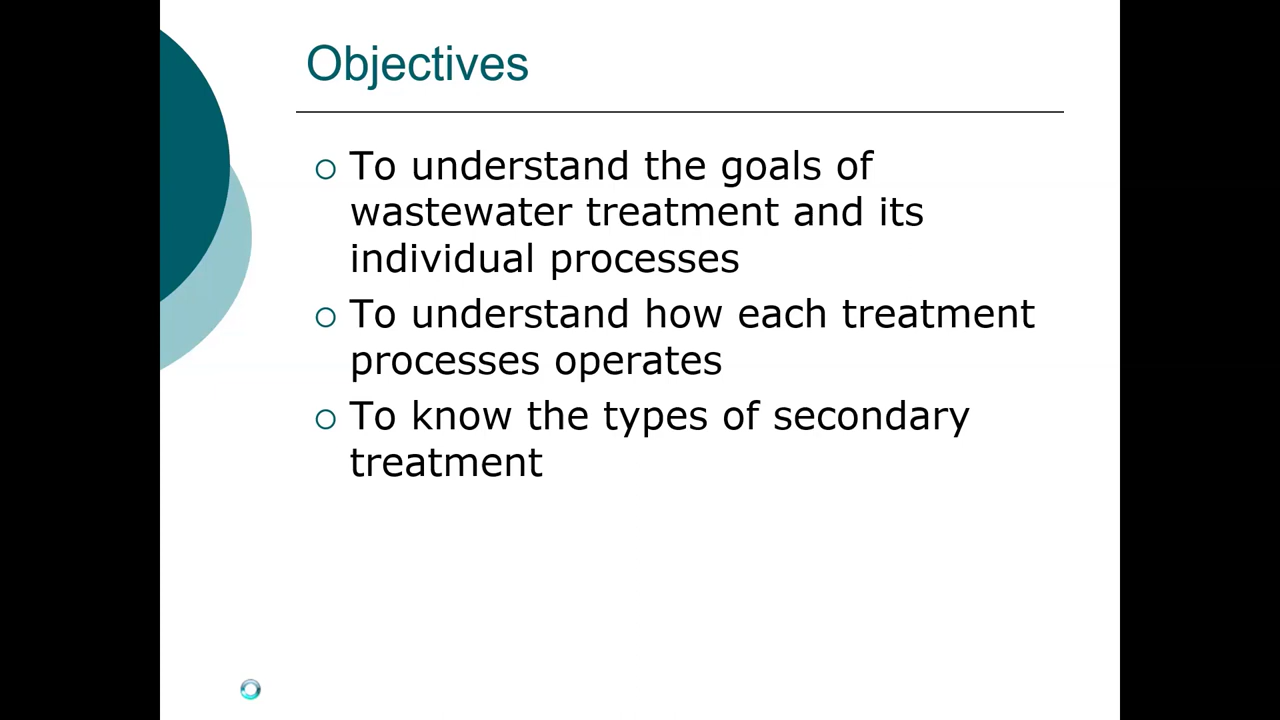 Objectives
To understand the goals of
wastewater treatment and its
individual processes
To understand how each treatment
processes operates
To know the types of secondary
treatment